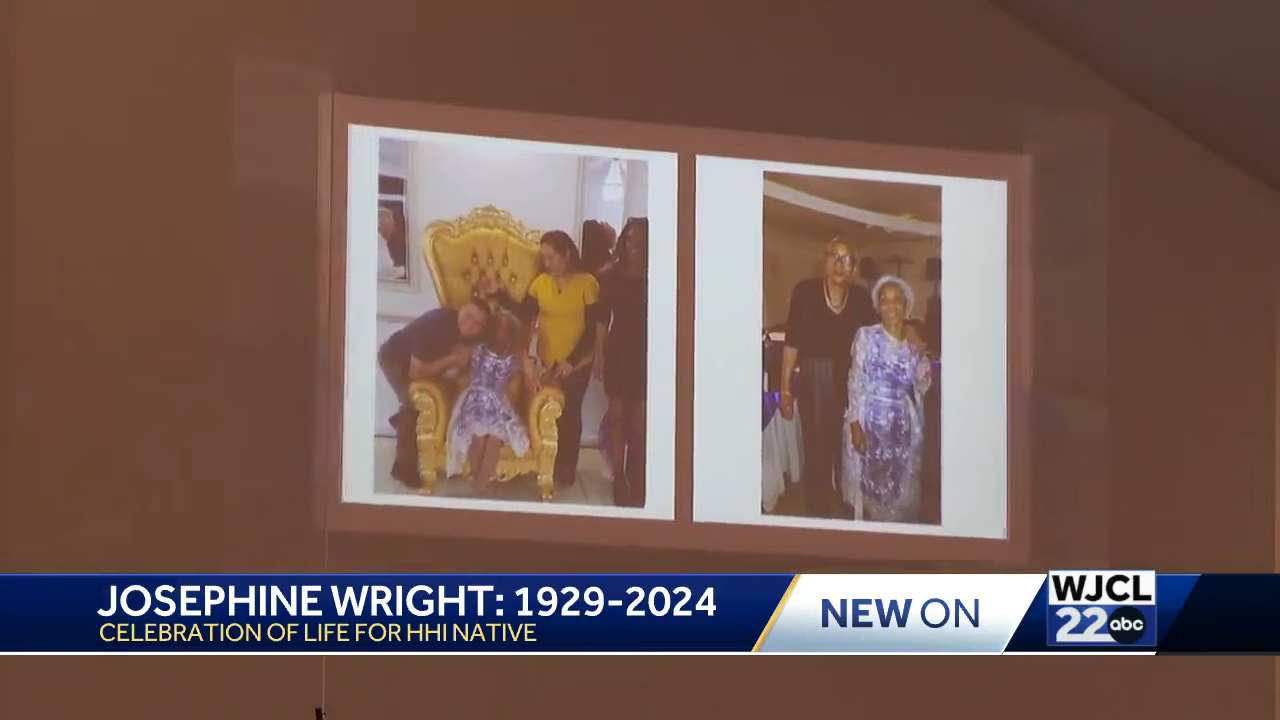 JOSEPHINE WRIGHT: 1929-2024
CELEBRATION OF LIFE FOR HHI NATIVE
NEW ON
WJCL
22 abc